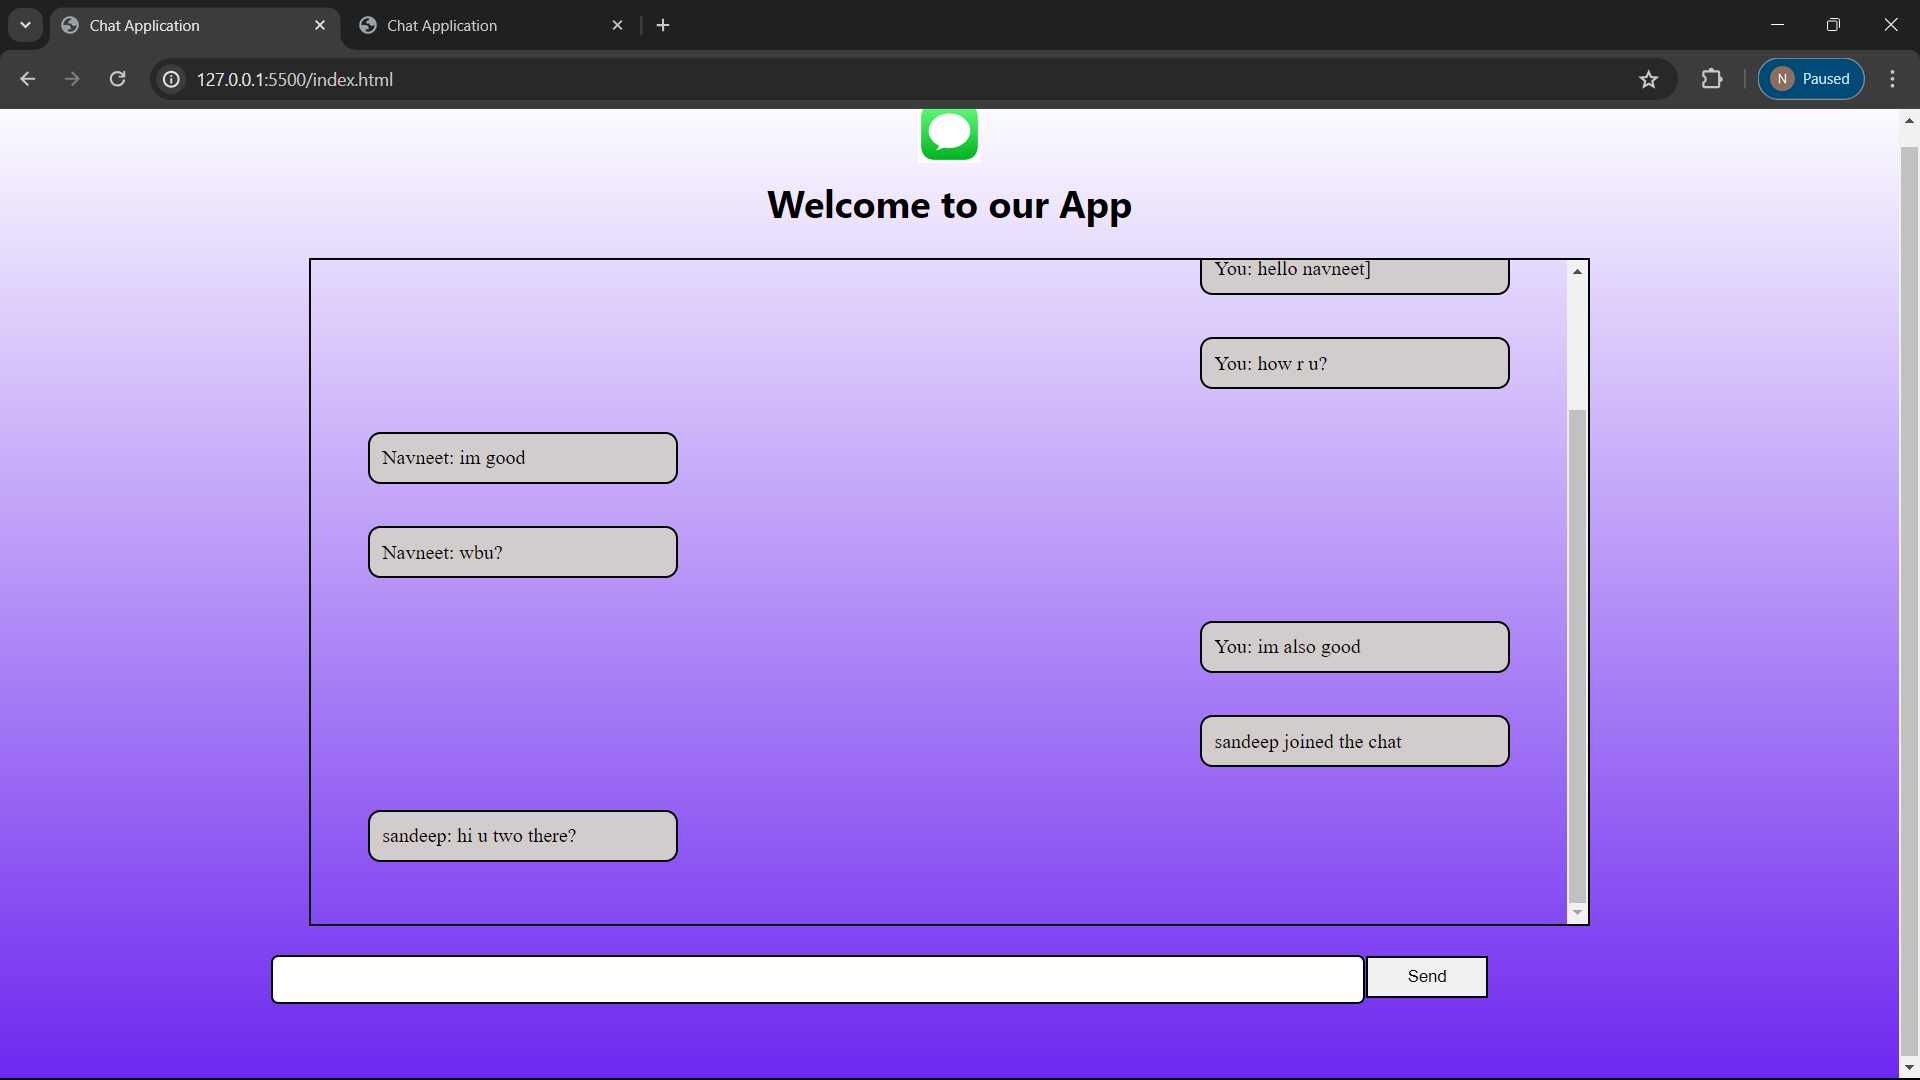 Chat Application
Chat Application
127.0.0.1:5500/index.html
N Paused
Welcome to our App
You: hello navneet]
You: how r u?
Navneet: im good
Navneet: wbu?
You: im also good
sandeep joined the chat
sandeep: hi u two there?
Send